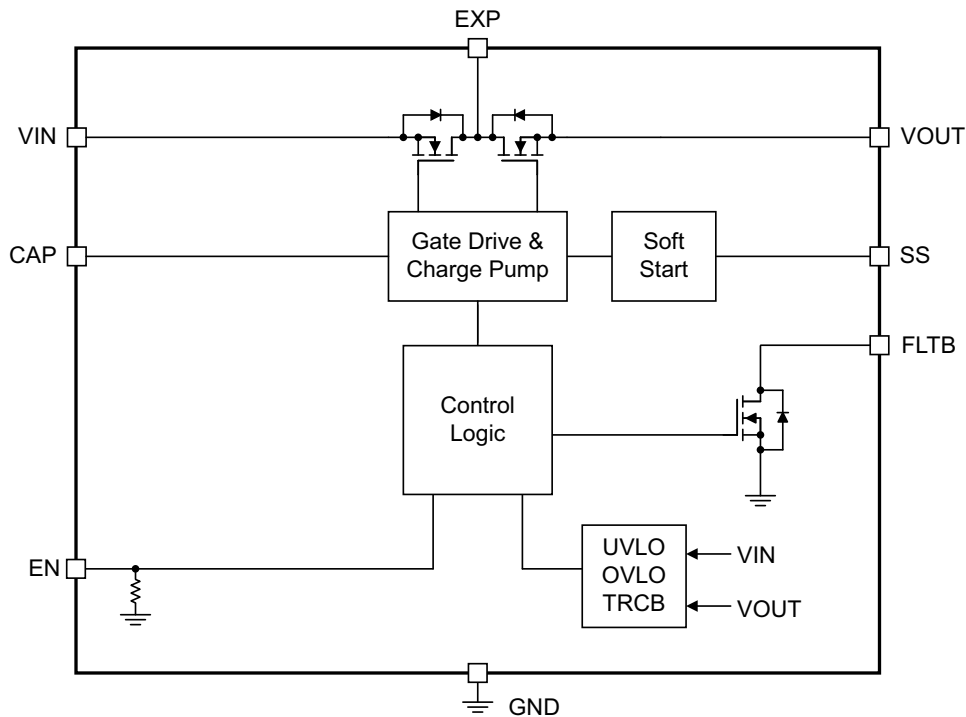 EXP
VIN
VOUT
Gate Drive &
Charge Pump
Soft
Start
CAP
SS
FLTB
Control
Logic
EN
UVLO
OVLO
TRCB
VIN
VOUT
GND